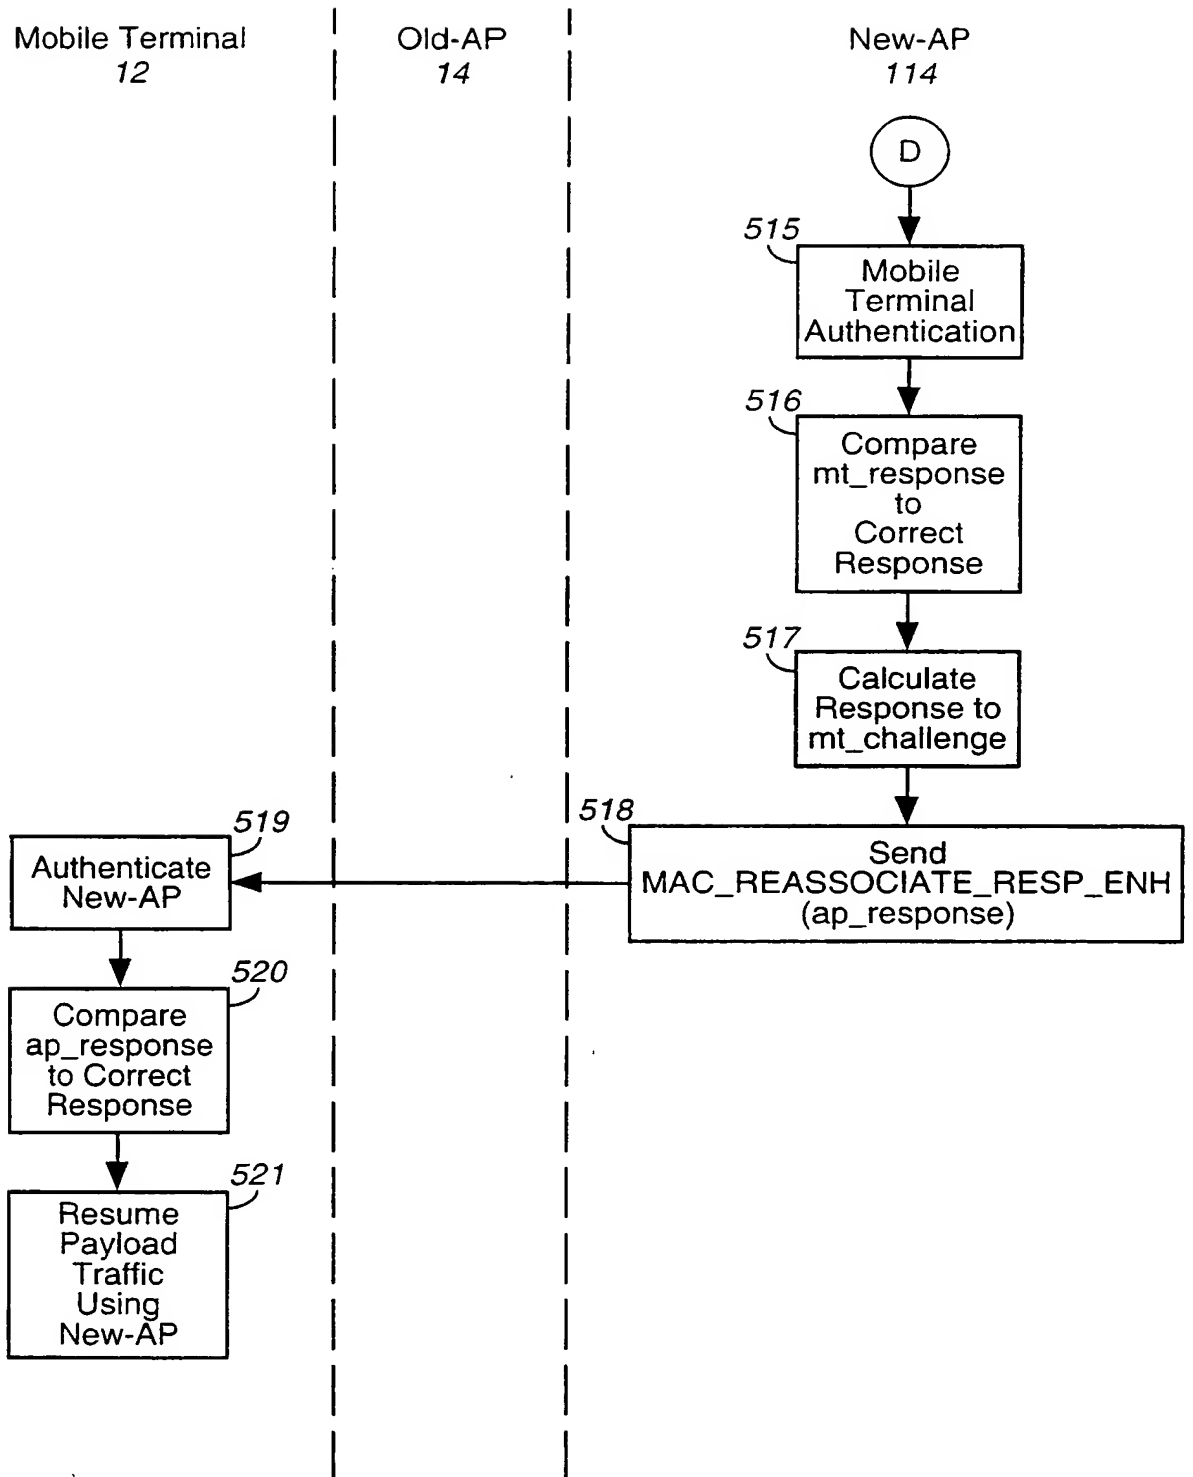 Mobile Terminal
12
Old-AP
14
New-AP
114
D
515
Mobile
Terminal
Authentication
516
Compare
mt_response
to
Correct
Response
517
Calculate
Response to
mt_challenge
518
Send
MAC_REASSOCIATE_RESP_ENH
(ap_response)
519
Authenticate
New-AP
520
Compare
ap_response
to Correct
Response
521
Resume
Payload
Traffic
Using
New-AP